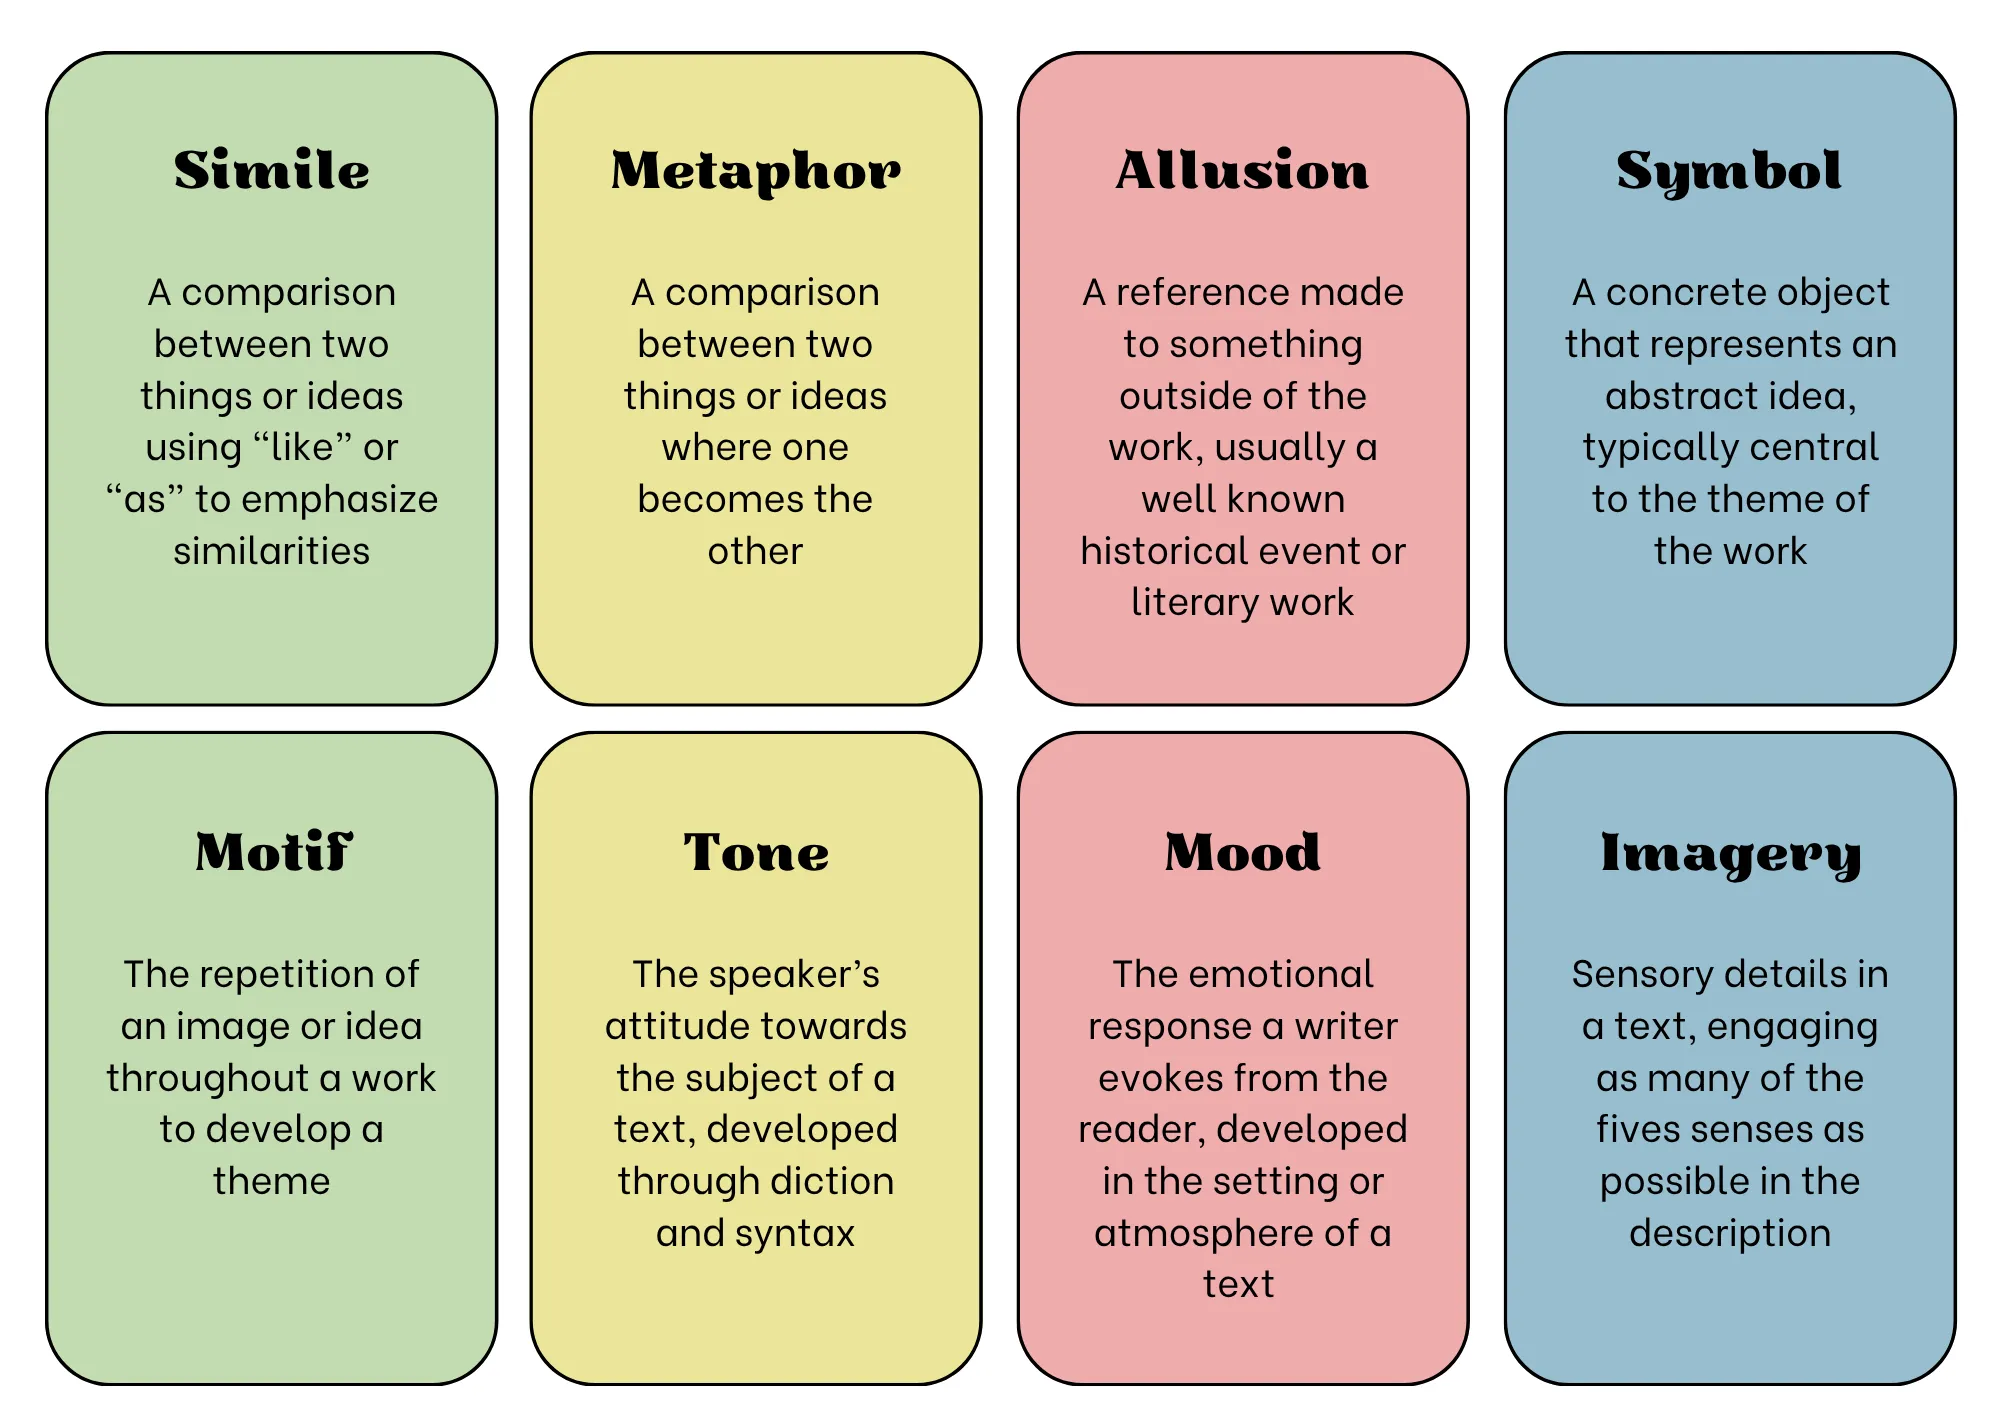 Simile
A comparison
between two
things or ideas
using “like” or
“as” to emphasize
similarities
Metaphor
A comparison
between two
things or ideas
where one
becomes the
other
Allusion
A reference made
to something
outside of the
work, usually a
well known
historical event or
literary work
Symbol
A concrete object
that represents an
abstract idea,
typically central
to the theme of
the work
Motif
The repetition of
an image or idea
throughout a work
to develop a
theme
Tone
The speaker’s
attitude towards
the subject of a
text, developed
through diction
and syntax
Mood
The emotional
response a writer
evokes from the
reader, developed
in the setting or
atmosphere of a
text
Imagery
Sensory details in
a text, engaging
as many of the
fives senses as
possible in the
description